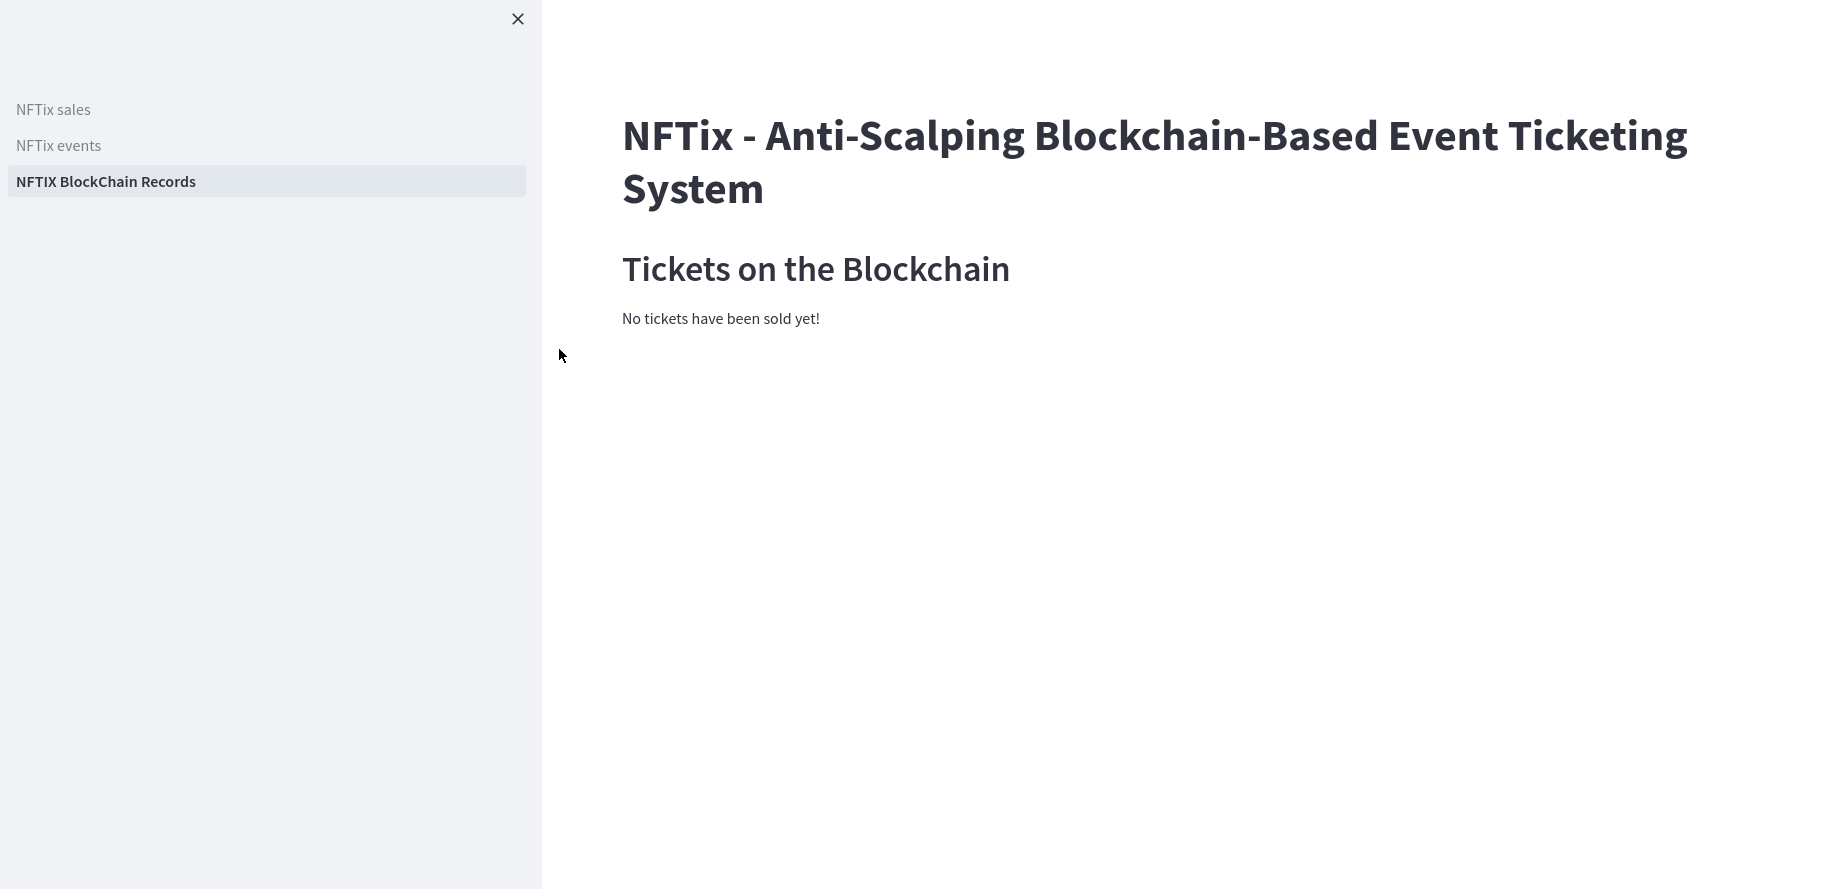 NFTix sales
NFTix events
NFTIX BlockChain Records
NFTix - Anti-Scalping Blockchain-Based Event Ticketing
System
Tickets on the Blockchain
No tickets have been sold yet!